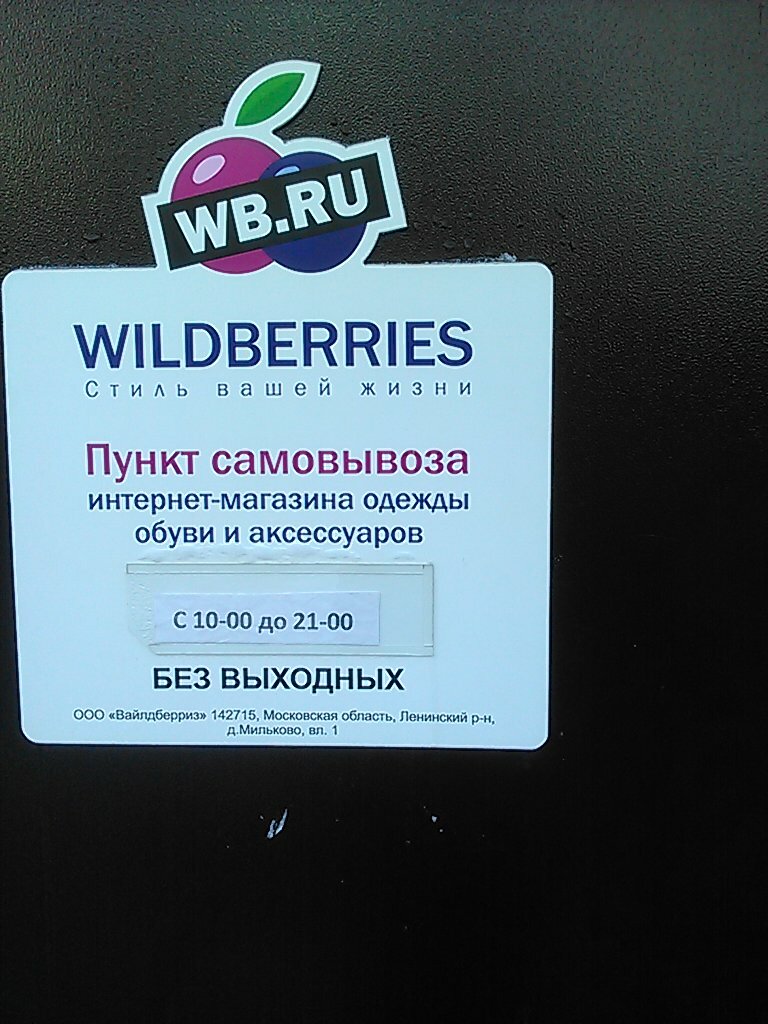 WB.RU
WILDBERRIES
Стиль вашей жизни
Пункт самовывоза
интернет-магазина одежды
обуви и аксессуаров
С 10-00 до 21-00
БЕЗ ВЫХОДНЫХ
ООО «Вайлдберриз» 142715, Московская область, Ленинский р-н,
д.Мильково, вл. 1